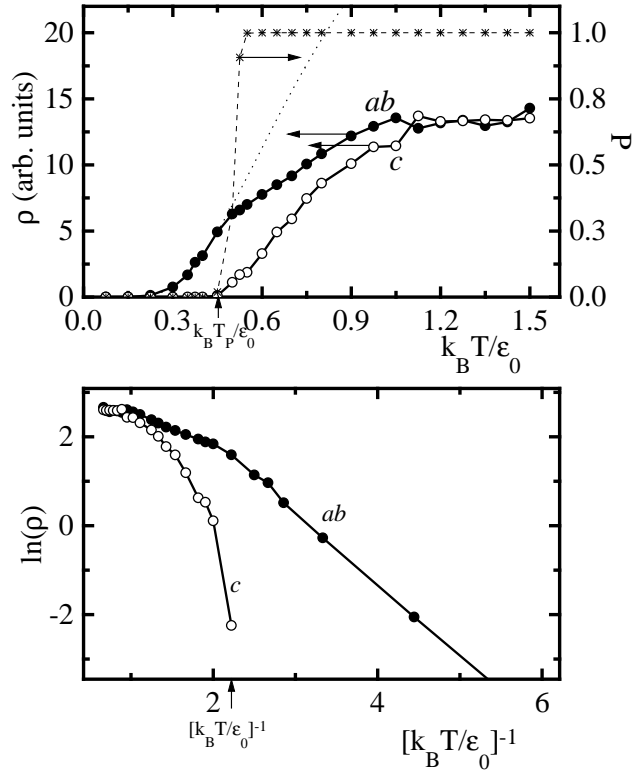 20
15
10
5
0
ρ (arb. units)
1.0
0.8
0.6
0.3
0.2
0.0
P
ab
c
0.0
0.3
0.6
0.9
1.2
1.5
k_BT_P/ε_0
k_BT/ε_0
2
0
-2
ln(ρ)
ab
c
2
4
6
[k_BT/ε_0]^-1
[k_BT/ε_0]^-1